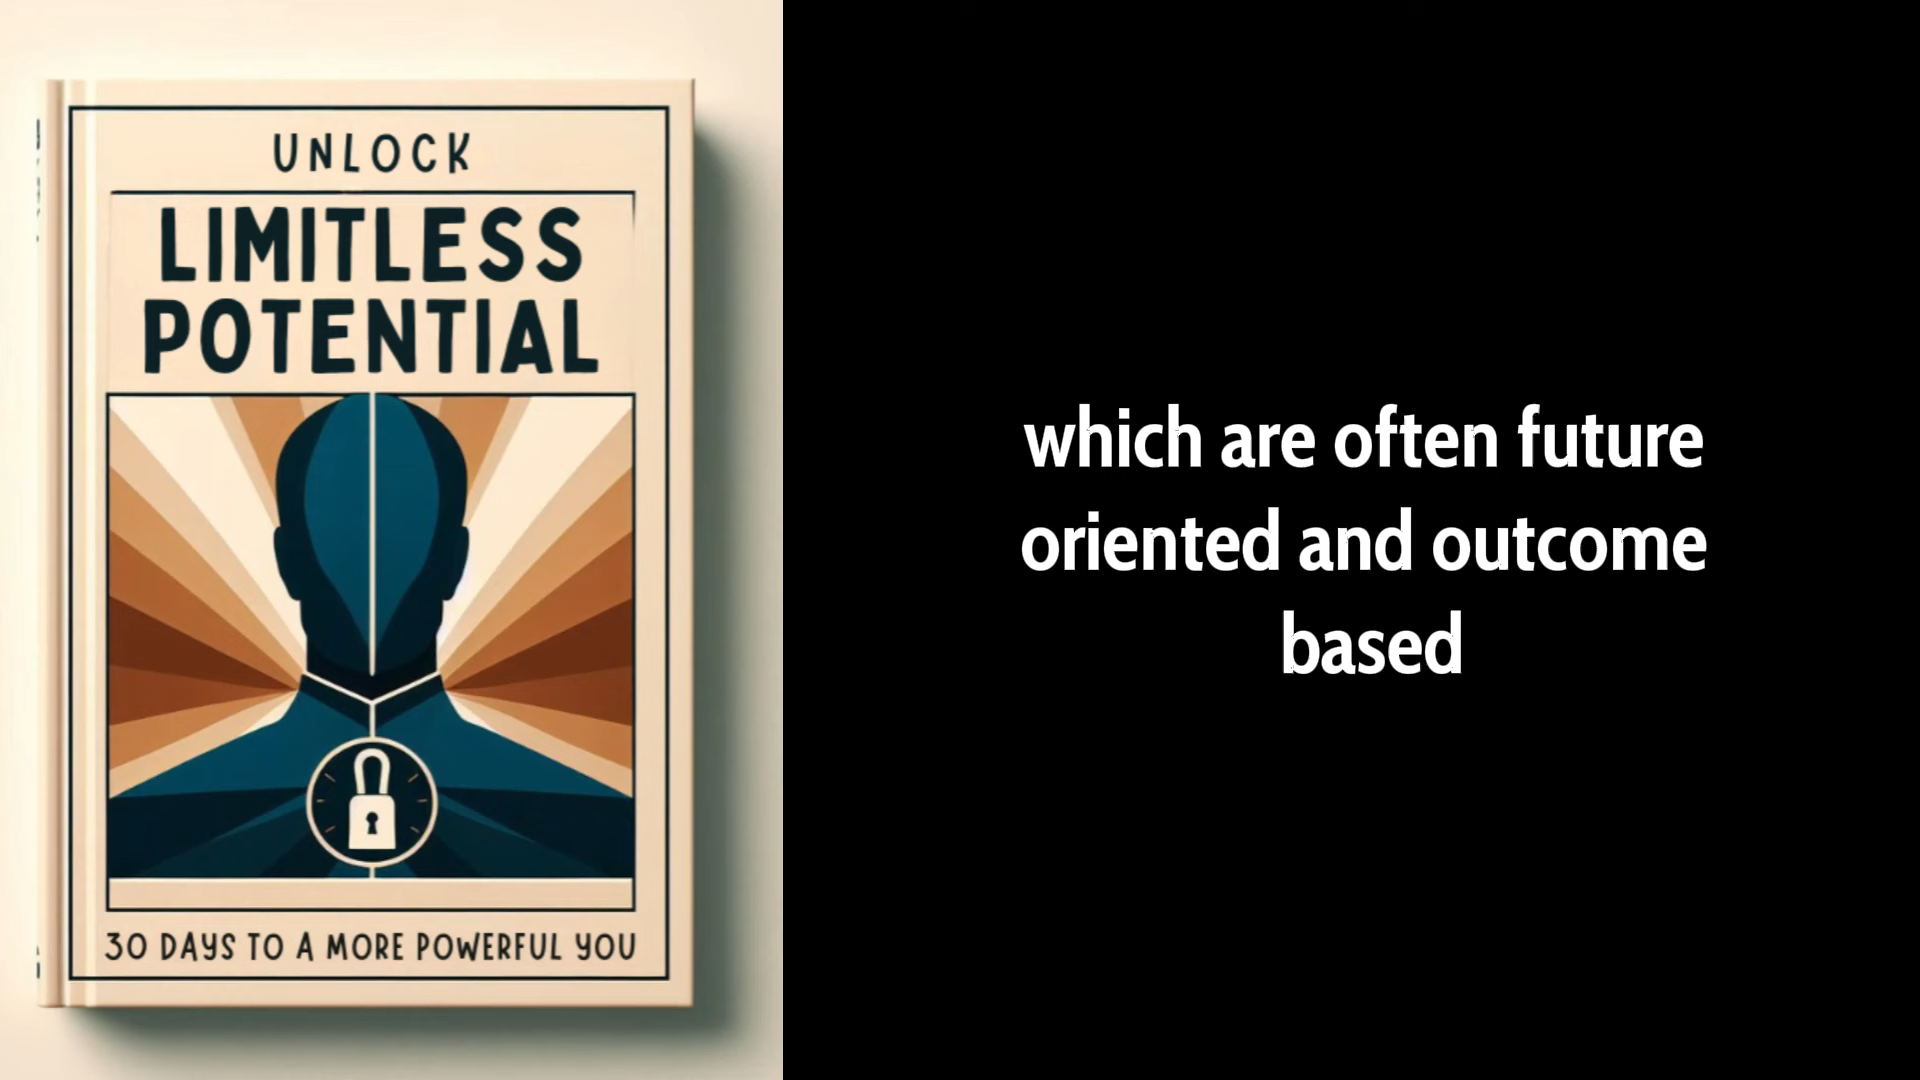 UNLOCK
LIMITLESS
POTENTIAL
30 DAYS TO A MORE POWERFUL YOU
which are often future
oriented and outcome
based